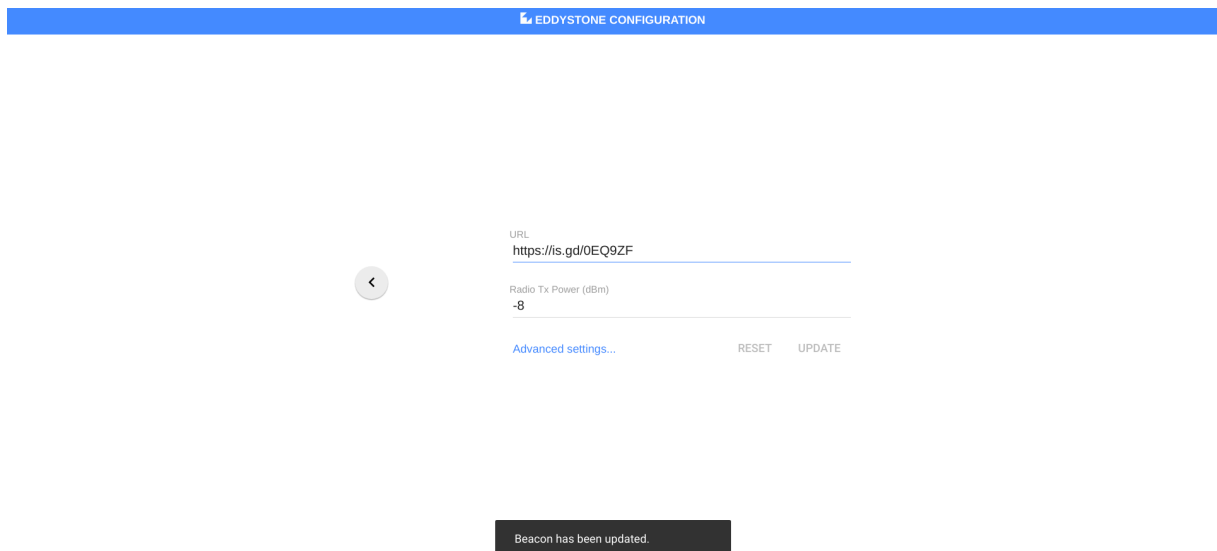 EDDYSTONE CONFIGURATION
URL
https://is.gd/0EQ9ZF
Radio Tx Power (dBm)
-8
Advanced settings... RESET UPDATE
Beacon has been updated.